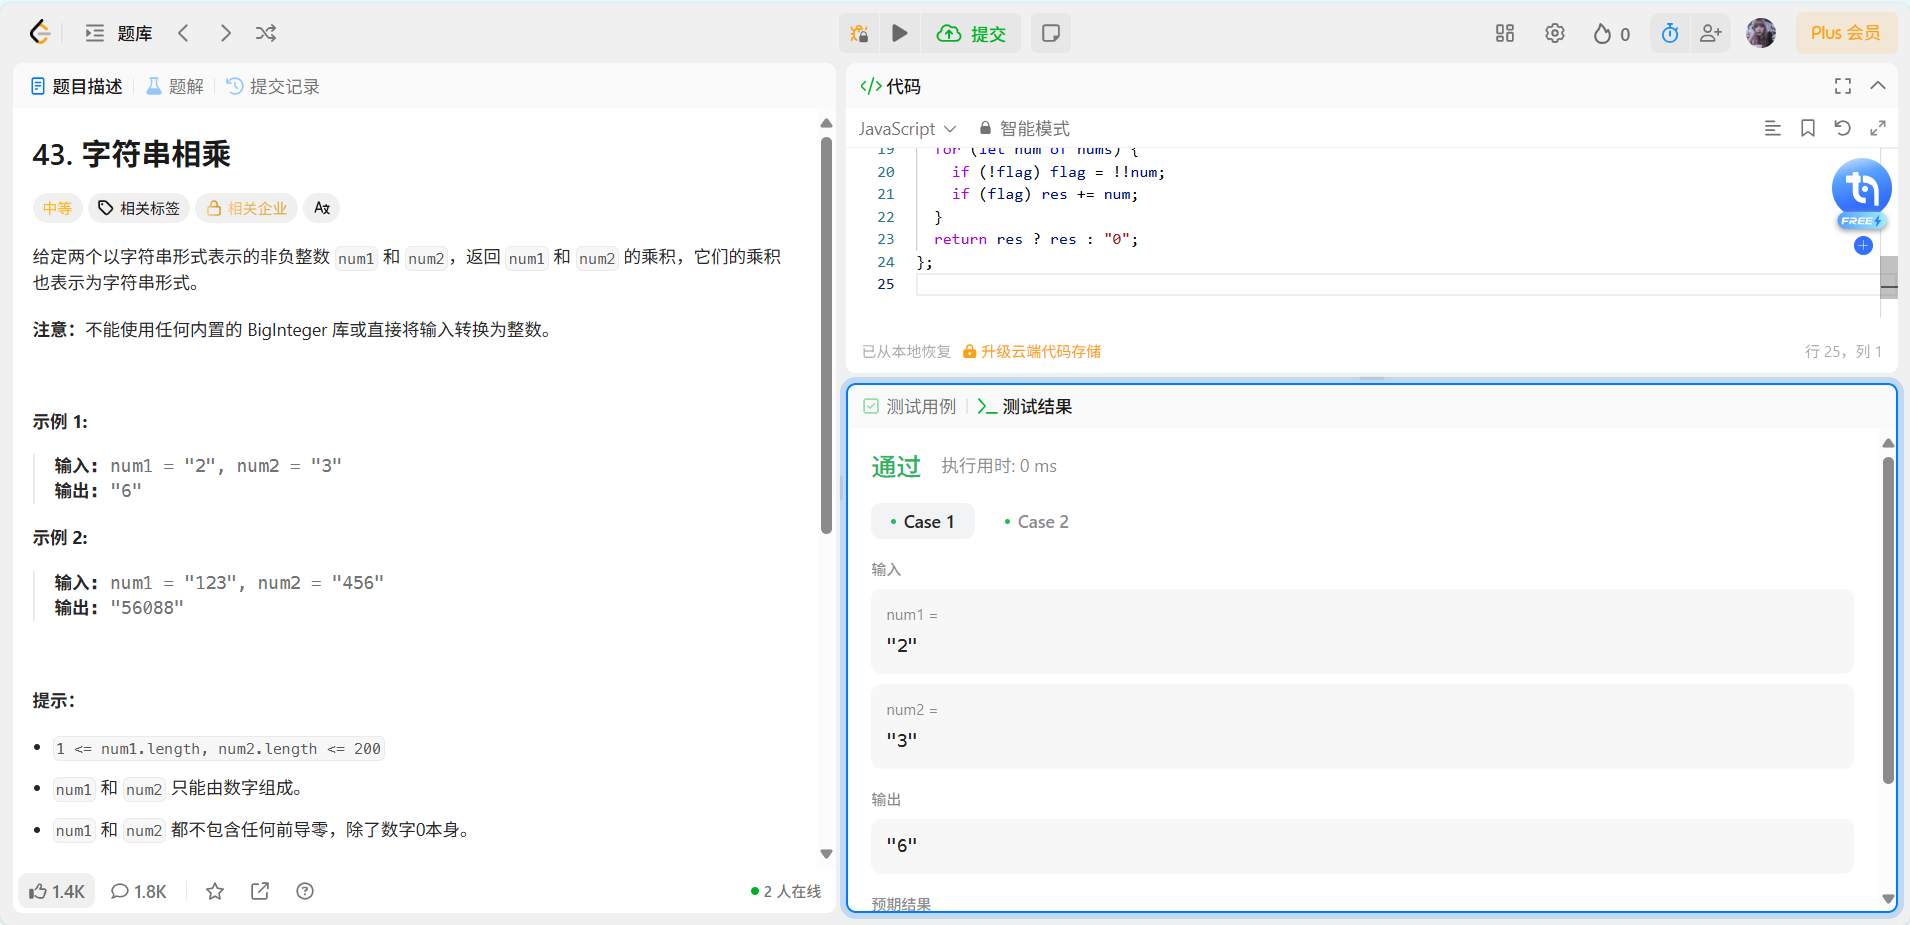 题库
提交
0
Plus 会员
题目描述
题解
提交记录
43. 字符串相乘
中等
相关标签
相关企业
给定两个以字符串形式表示的非负整数 num1 和 num2，返回 num1 和 num2 的乘积，它们的乘积
也表示为字符串形式。
注意：不能使用任何内置的 BigInteger 库或直接将输入转换为整数。
示例 1:
输入: num1 = "2", num2 = "3"
输出: "6"
示例 2:
输入: num1 = "123", num2 = "456"
输出: "56088"
提示：
1 <= num1.length, num2.length <= 200
num1 和 num2 只能由数字组成。
num1 和 num2 都不包含任何前导零，除了数字0本身。
1.4K
1.8K
2 人在线
代码
JavaScript
智能模式
19 for (let num of nums) {
20 if (!flag) flag = !!num;
21 if (flag) res += num;
22 }
23 return res ? res : "0";
24 };
25
FREE
已从本地恢复
升级云端代码存储
行 25，列 1
测试用例
测试结果
通过
执行用时: 0 ms
Case 1
Case 2
输入
num1 =
"2"
num2 =
"3"
输出
"6"
预期结果